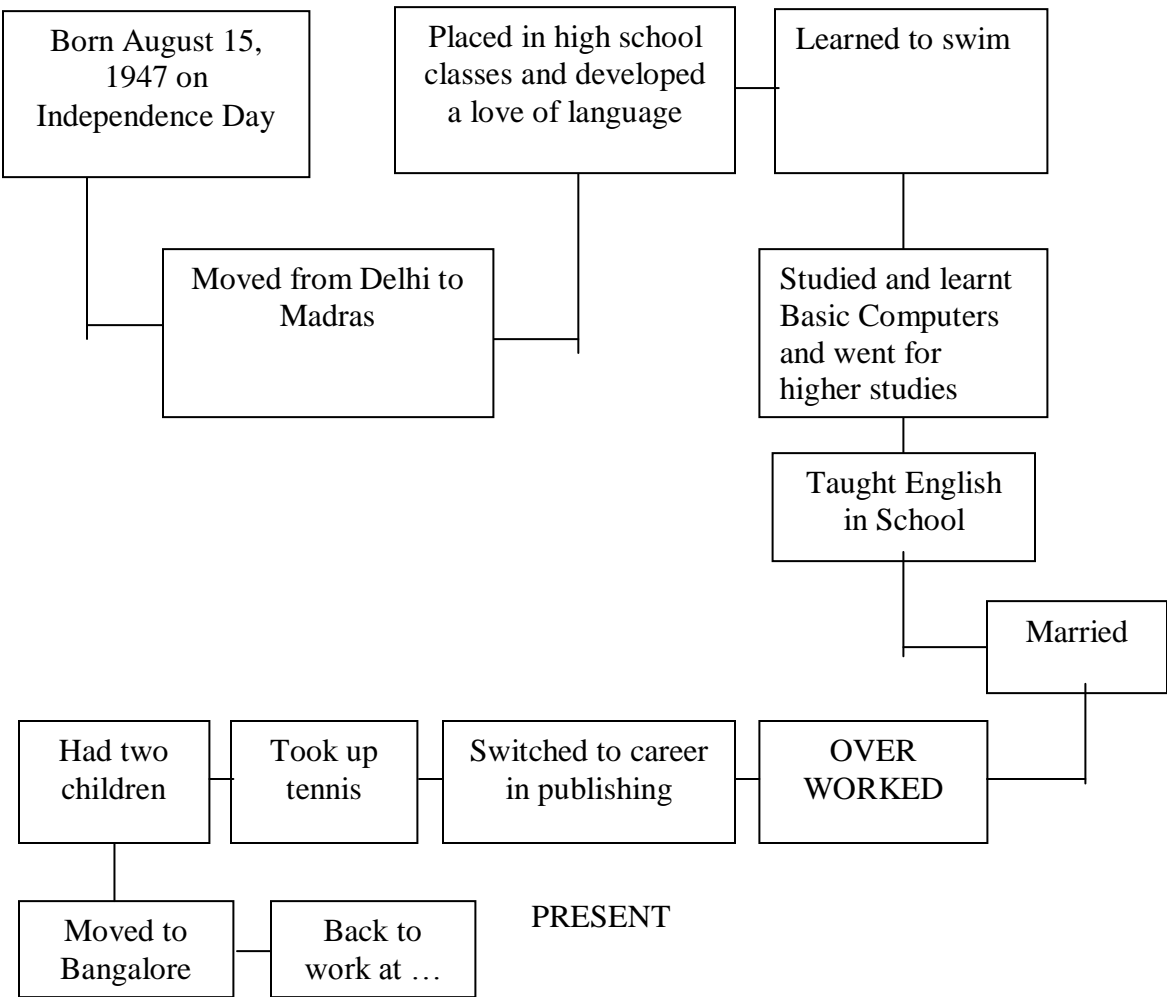 Born August 15,
1947 on
Independence Day
Moved from Delhi to
Madras
Placed in high school
classes and developed
a love of language
Learned to swim
Studied and learnt
Basic Computers
and went for
higher studies
Taught English
in School
Married
OVER
WORKED
Switched to career
in publishing
Took up
tennis
Had two
children
Moved to
Bangalore
Back to
work at …
PRESENT